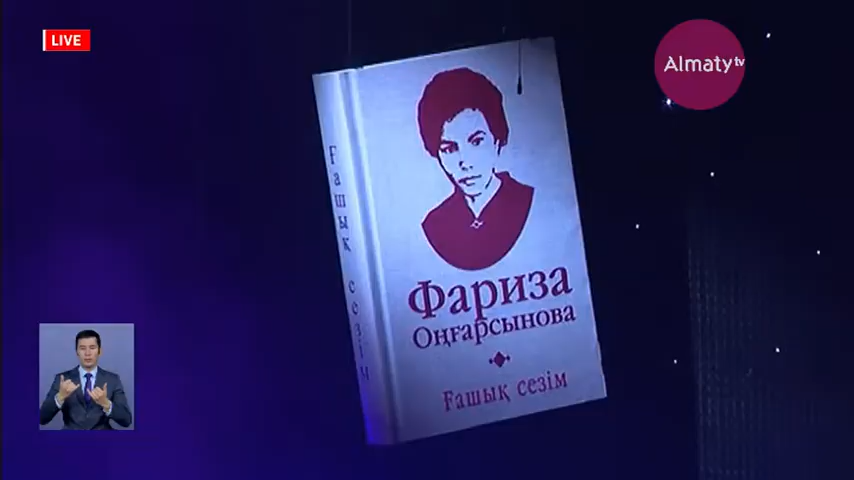 LIVE
Almaty tv
Ғашық сезім
Фариза
Оңғарсынова
Ғашық сезім